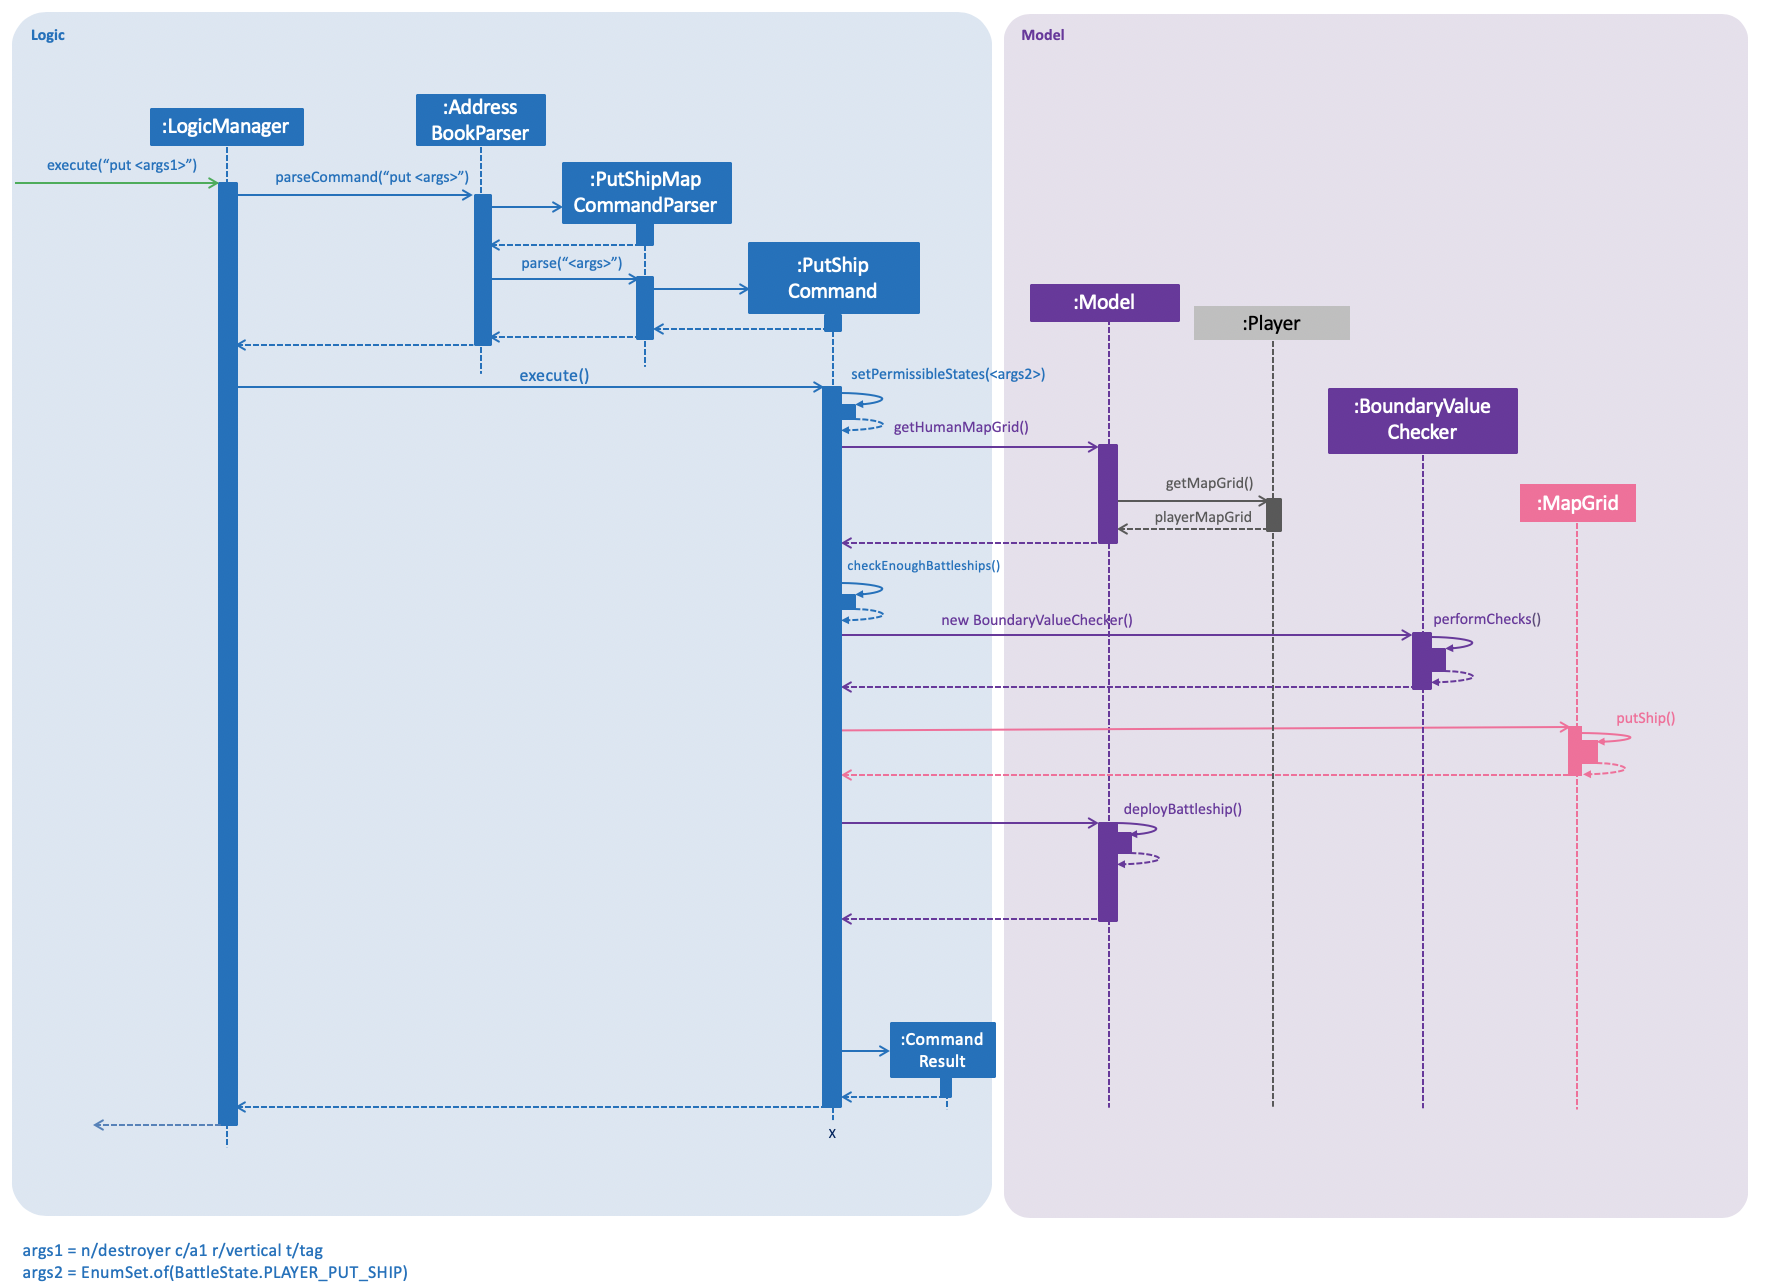 Logic
Model
:Address
BookParser
:LogicManager
execute(“put <args1>”)
parseCommand(“put <args>”)
:PutShipMap
CommandParser
parse(“<args>”)
:PutShip
Command
:Model
:Player
execute()
setPermissibleStates(<args2>)
:BoundaryValue
Checker
getHumanMapGrid()
getMapGrid()
:MapGrid
playerMapGrid
checkEnoughBattleships()
new BoundaryValueChecker()
performChecks()
putShip()
deployBattleship()
:Command
Result
x
args1 = n/destroyer c/a1 r/vertical t/tag
args2 = EnumSet.of(BattleState.PLAYER_PUT_SHIP)